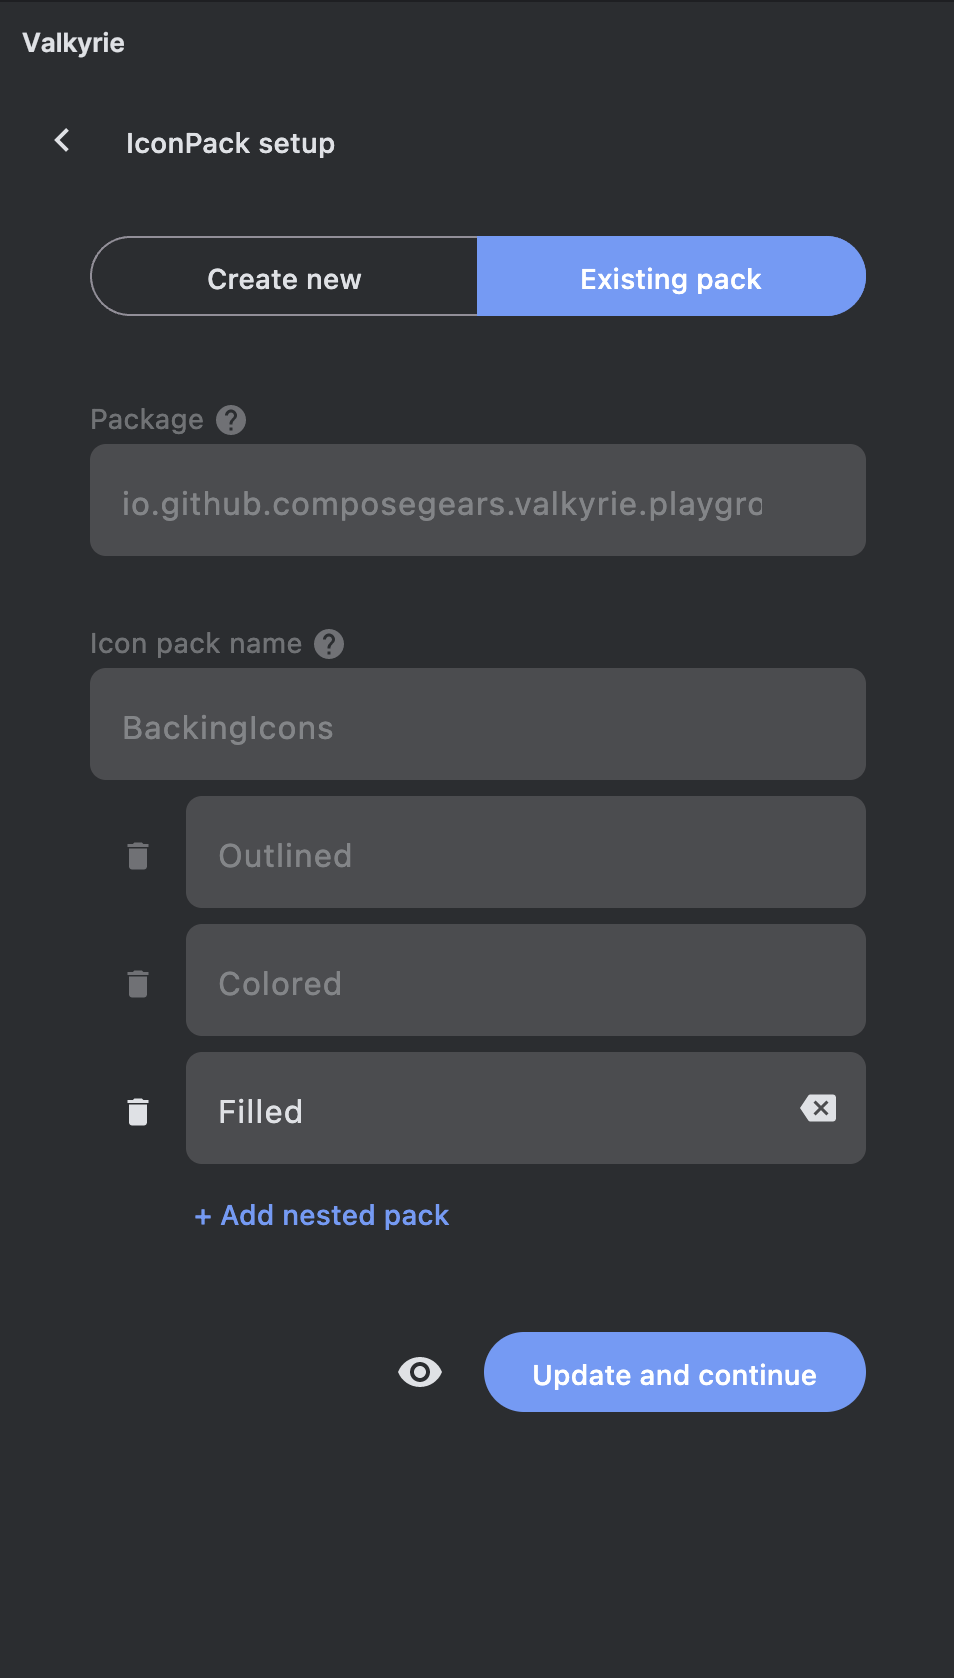 Valkyrie
IconPack setup
Create new
Existing pack
Package
io.github.composegears.valkyrie.playgro
Icon pack name
BackingIcons
Outlined
Colored
Filled
+ Add nested pack
Update and continue